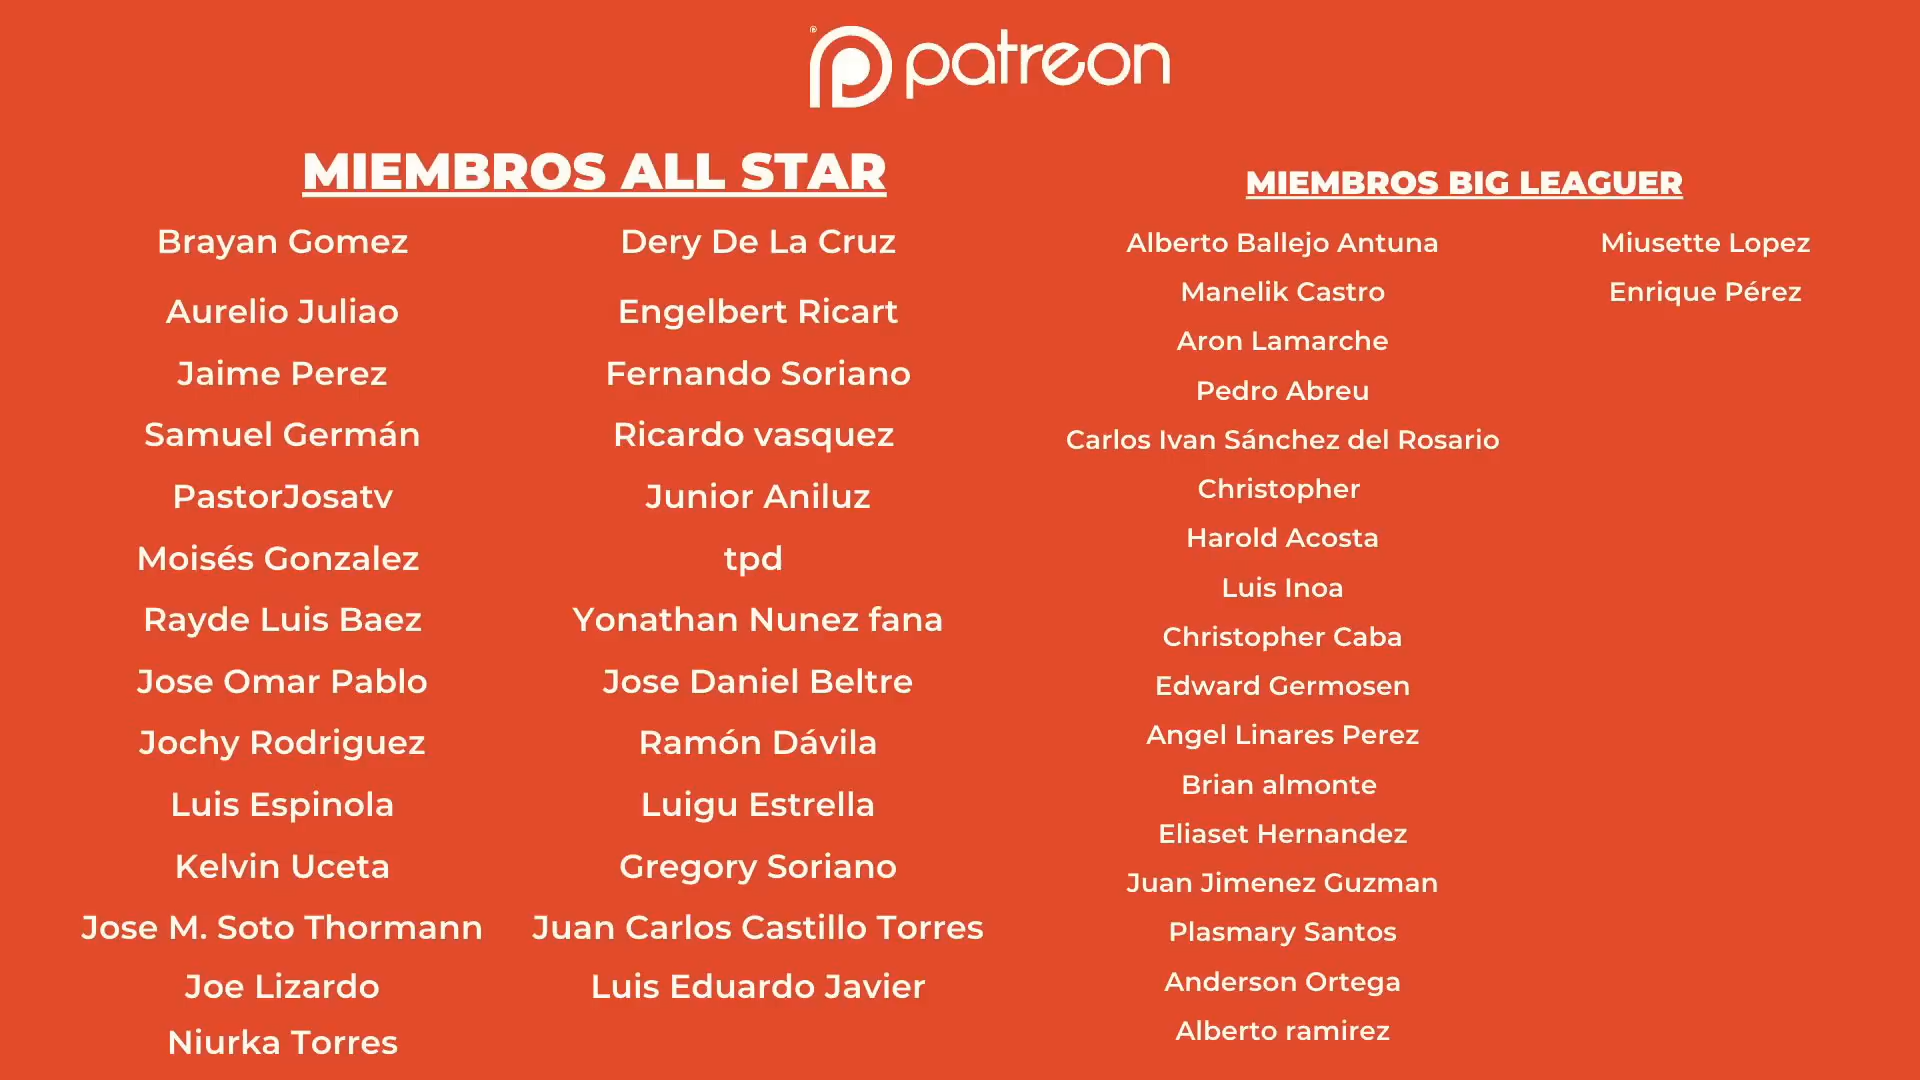 patreon
MIEMBROS ALL STAR
Brayan Gomez
Aurelio Juliao
Jaime Perez
Samuel Germán
PastorJosatv
Moisés Gonzalez
Rayde Luis Baez
Jose Omar Pablo
Jochy Rodriguez
Luis Espinola
Kelvin Uceta
Jose M. Soto Thormann
Joe Lizardo
Niurka Torres
Dery De La Cruz
Engelbert Ricart
Fernando Soriano
Ricardo vasquez
Junior Aniluz
tpd
Yonathan Nunez fana
Jose Daniel Beltre
Ramón Dávila
Luigu Estrella
Gregory Soriano
Juan Carlos Castillo Torres
Luis Eduardo Javier
MIEMBROS BIG LEAGUER
Alberto Ballejo Antuna
Manelik Castro
Aron Lamarche
Pedro Abreu
Carlos Ivan Sánchez del Rosario
Christopher
Harold Acosta
Luis Inoa
Christopher Caba
Edward Germosen
Angel Linares Perez
Brian almonte
Eliaset Hernandez
Juan Jimenez Guzman
Plasmary Santos
Anderson Ortega
Alberto ramirez
Miusette Lopez
Enrique Pérez